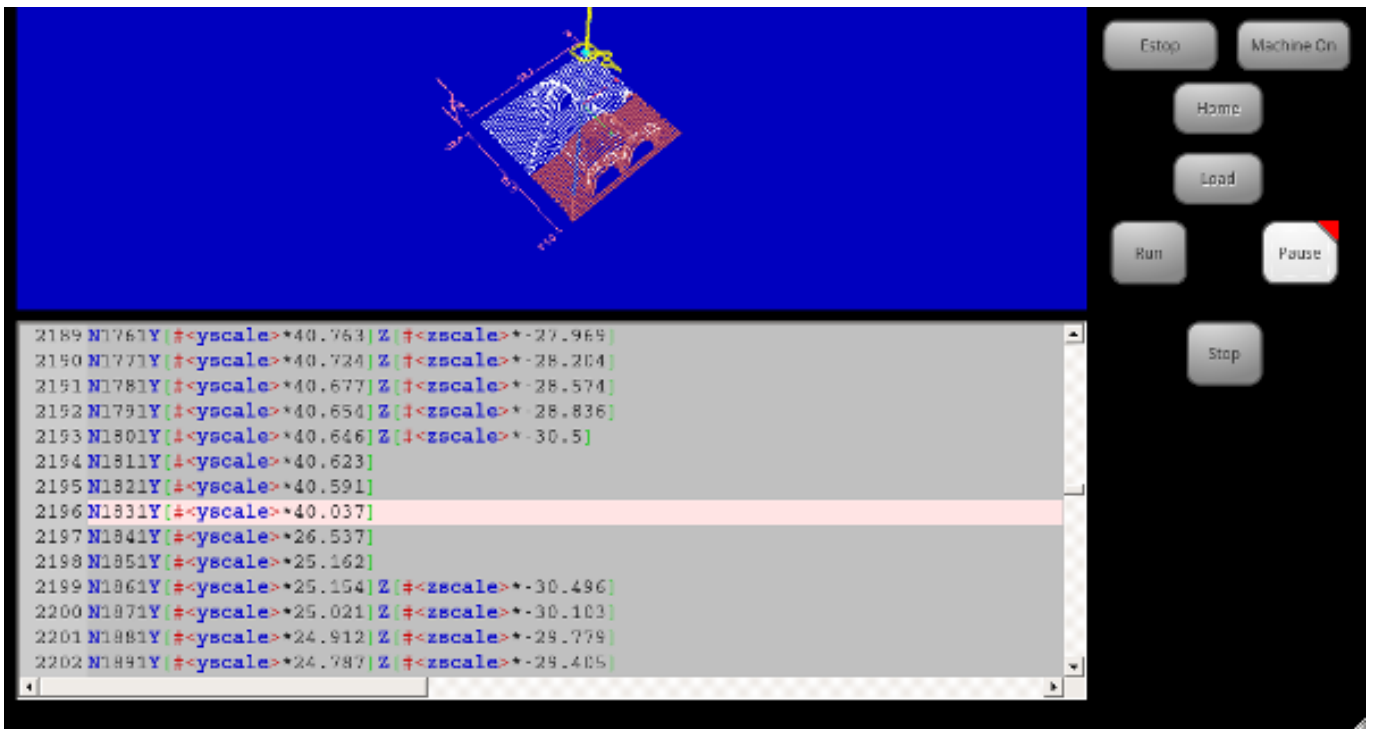 Estop
Machine On
Home
Load
Run
Pause
Stop
2189 N1761Y[#<yscale>*40.763]Z[#<zscale>*-27.969]
2190 N1771Y[#<yscale>*40.724]Z[#<zscale>*-28.204]
2191 N1781Y[#<yscale>*40.677]Z[#<zscale>*-28.574]
2192 N1791Y[#<yscale>*40.654]Z[#<zscale>*-28.836]
2193 N1801Y[#<yscale>*40.646]Z[#<zscale>*-30.5]
2194 N1811Y[#<yscale>*40.623]
2195 N1821Y[#<yscale>*40.591]
2196 N1831Y[#<yscale>*40.037]
2197 N1841Y[#<yscale>*26.537]
2198 N1851Y[#<yscale>*25.162]
2199 N1861Y[#<yscale>*25.154]Z[#<zscale>*-30.496]
2200 N1871Y[#<yscale>*25.021]Z[#<zscale>*-30.103]
2201 N1881Y[#<yscale>*24.912]Z[#<zscale>*-29.779]
2202 N1891Y[#<yscale>*24.787]Z[#<zscale>*-29.405]